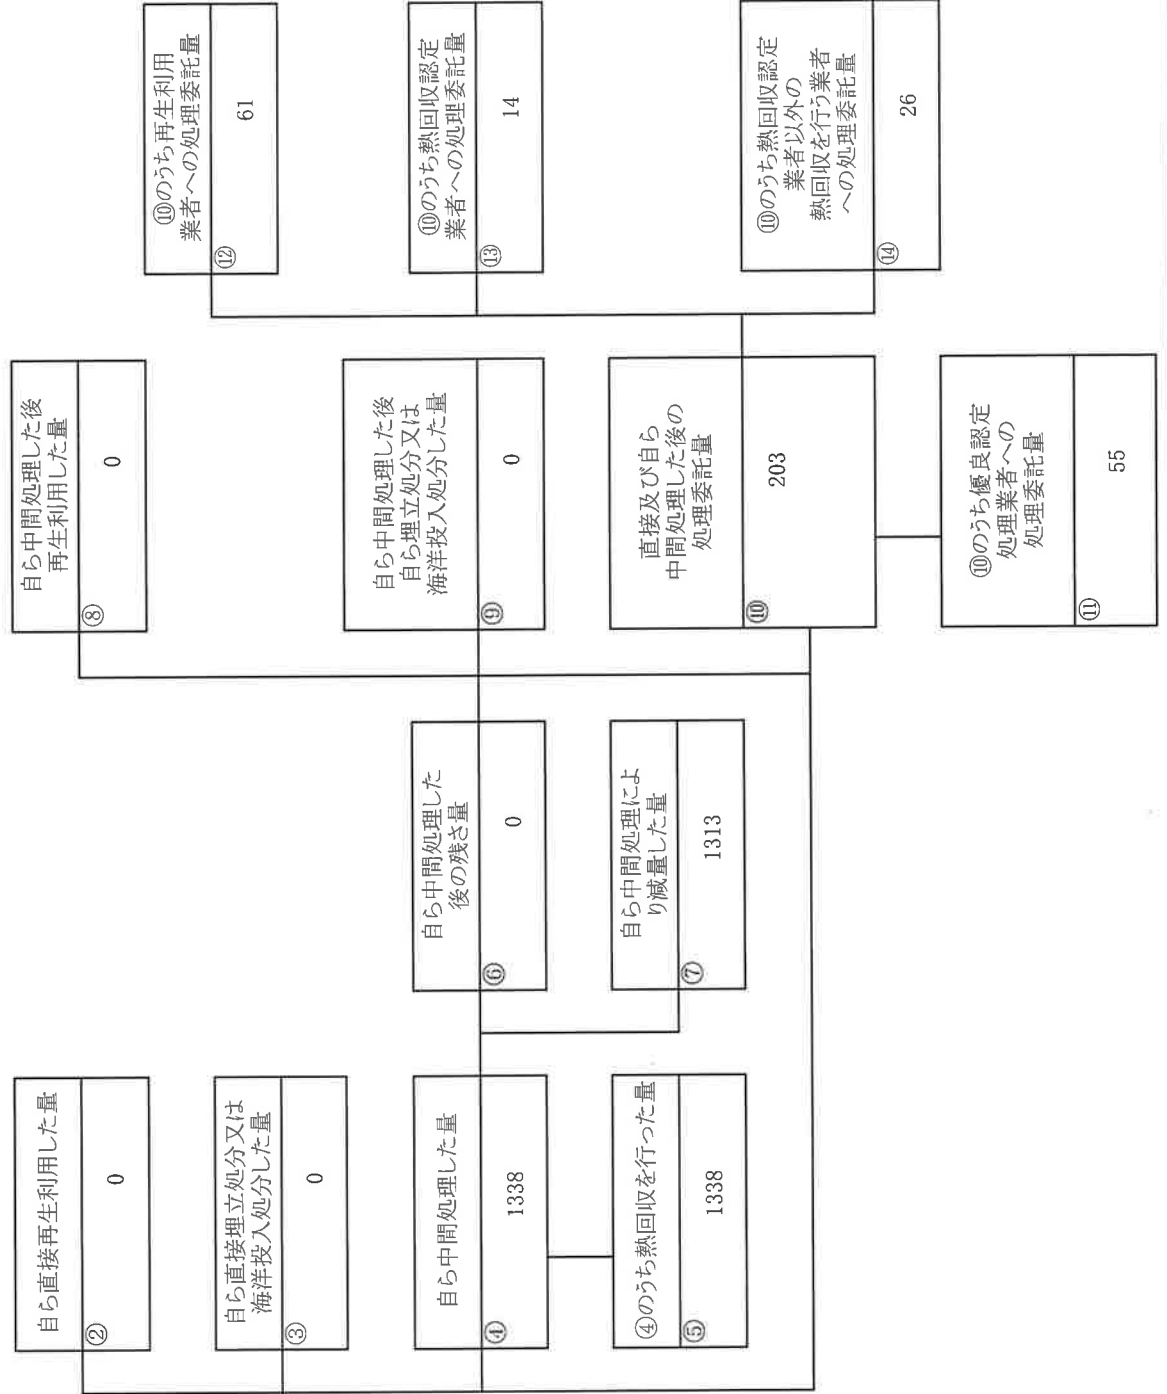 自ら直接再生利用した量
②
0
自ら直接埋立処分又は
海洋投入処分した量
③
0
自ら中間処理した量
④
1338
④のうち熱回収を行った量
⑤
1338
自ら中間処理した
後の残さ量
⑥
0
自ら中間処理によ
り減量した量
⑦
1313
自ら中間処理した後
再生利用した量
⑧
0
自ら中間処理した後
自ら埋立処分又は
海洋投入処分した量
⑨
0
直接及び自ら
中間処理した後の
処理委託量
⑩
203
⑩のうち優良認定
処理業者への
処理委託量
⑪
55
⑩のうち再生利用
業者への処理委託量
⑫
61
⑩のうち熱回収認定
業者への処理委託量
⑬
14
⑩のうち熱回収認定
業者以外の
熱回収を行う業者
への処理委託量
⑭
26